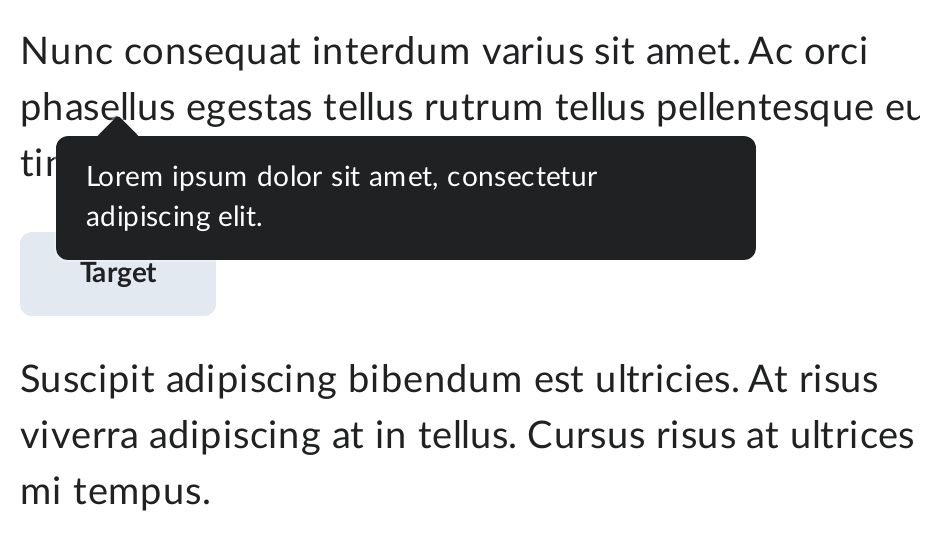 Nunc consequat interdum varius sit amet. Ac orci
phasellus egestas tellus rutrum tellus pellentesque eu
Lorem ipsum dolor sit amet, consectetur
adipiscing elit.
Target
Suscipit adipiscing bibendum est ultricies. At risus
viverra adipiscing at in tellus. Cursus risus at ultrices
mi tempus.